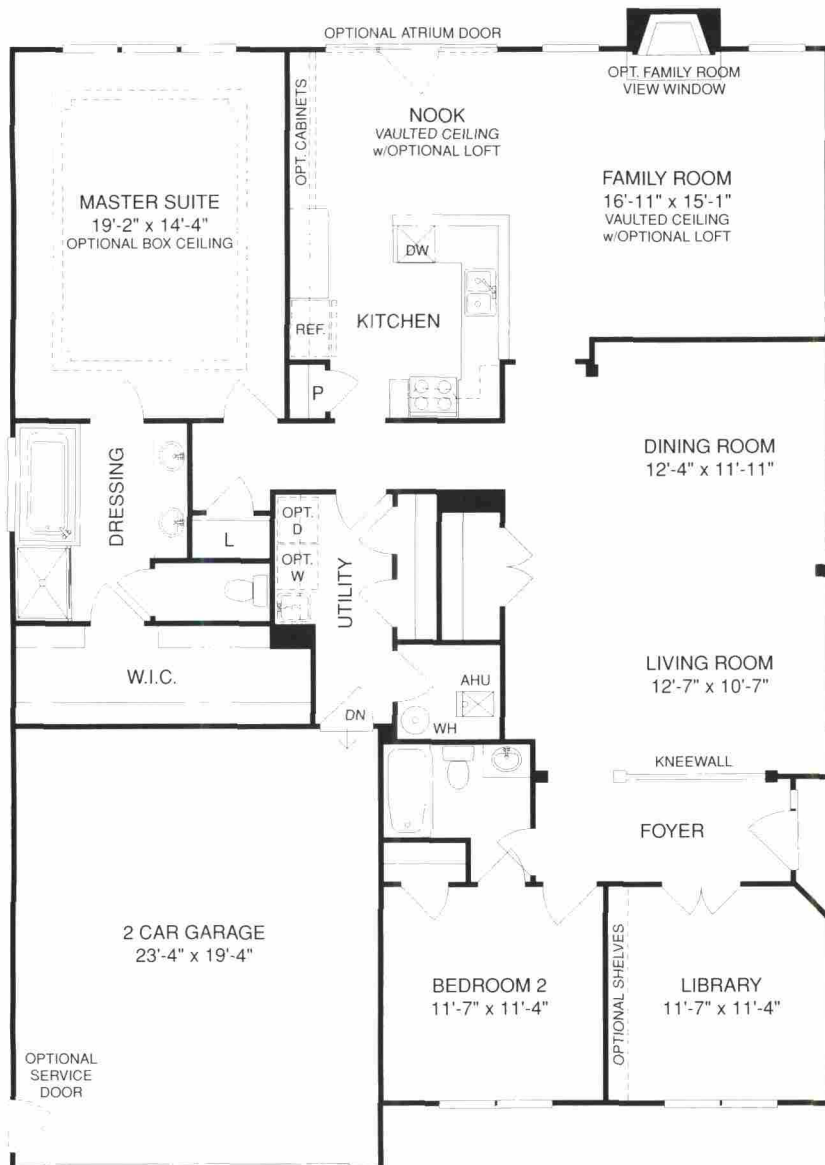 OPTIONAL ATRIUM DOOR
OPT. FAMILY ROOM
VIEW WINDOW
OPT. CABINETS
NOOK
VAULTED CEILING
w/OPTIONAL LOFT
FAMILY ROOM
16'-11" x 15'-1"
VAULTED CEILING
w/OPTIONAL LOFT
MASTER SUITE
19'-2" x 14'-4"
OPTIONAL BOX CEILING
DW
KITCHEN
REF.
P
DINING ROOM
12'-4" x 11'-11"
DRESSING
L
OPT.
D
OPT.
W
UTILITY
W.I.C.
AHU
WH
DN
LIVING ROOM
12'-7" x 10'-7"
KNEEWALL
FOYER
2 CAR GARAGE
23'-4" x 19'-4"
BEDROOM 2
11'-7" x 11'-4"
OPTIONAL SHELVES
LIBRARY
11'-7" x 11'-4"
OPTIONAL
SERVICE
DOOR